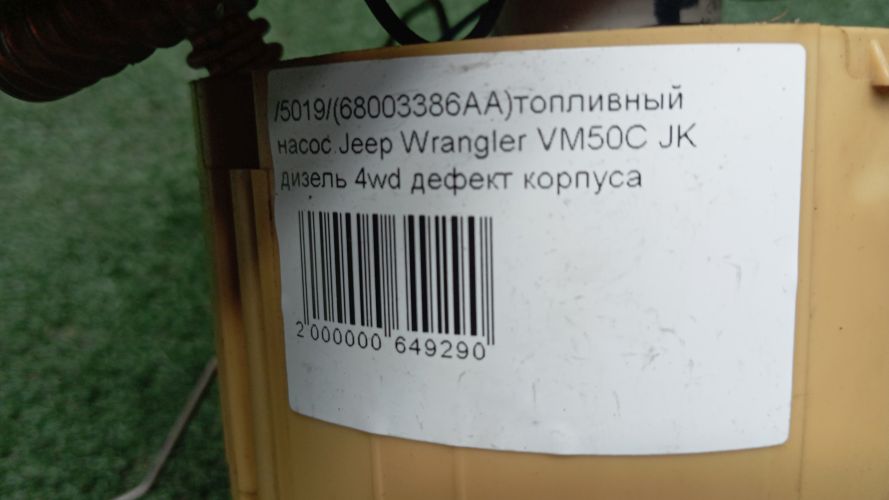 /5019/(68003386AA)топливный
насос Jeep Wrangler VM50C JK
дизель 4wd дефект корпуса
2 000000 649290